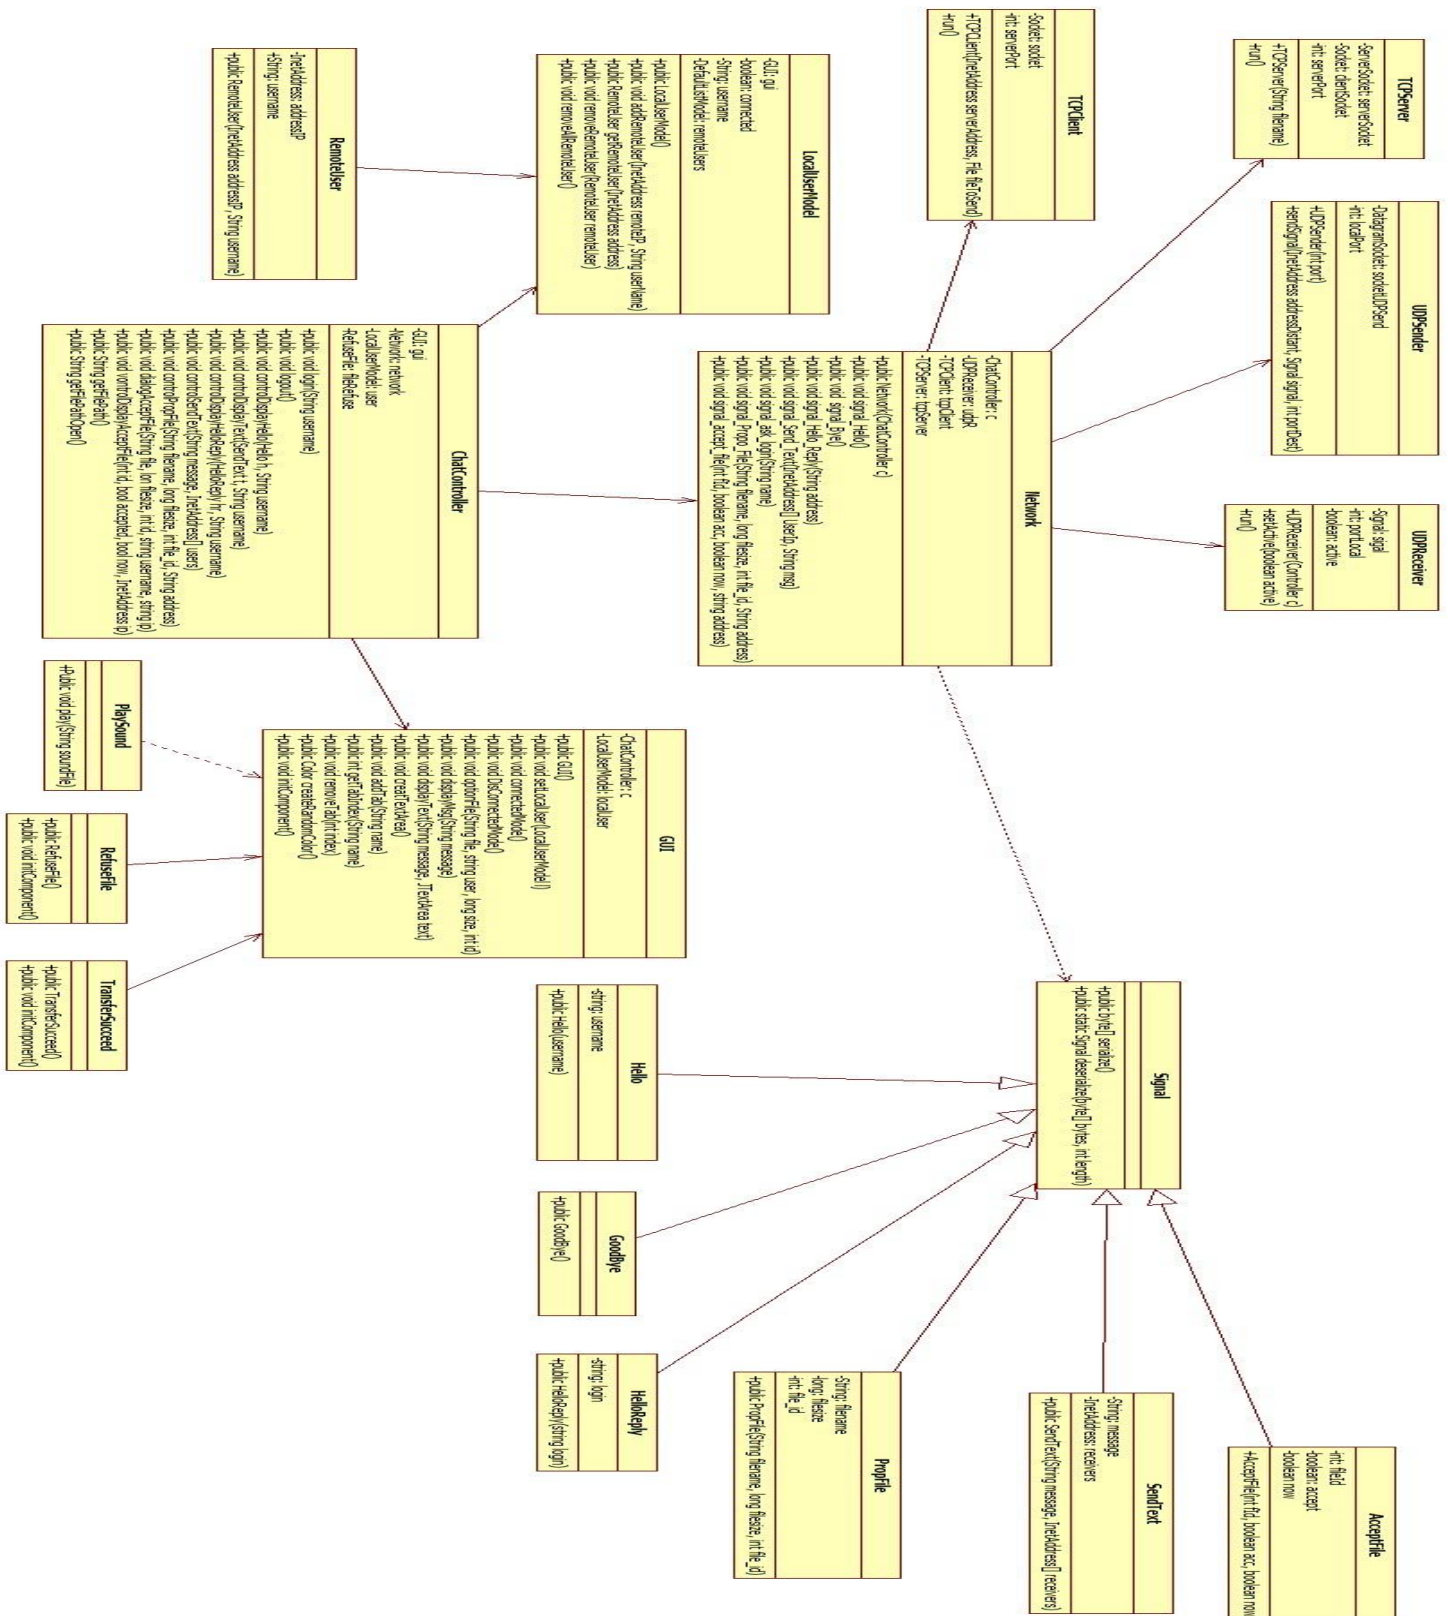 TCPServer
-ServerSocket: serverSocket
-Socket: clientSocket
-int: serverPort
+TCPServer(String filename)
+run()
UDPSender
-DatagramSocket: socketUDPSend
-int: localPort
+UDPSender(int port)
+sendSignal(InetAddress addressDistant, Signal signal, int portDest)
UDPReceiver
-Signal: sigal
-int: portLocal
-boolean: active
+UDPReceiver(Controller c)
+setActive(boolean active)
+run()
TCPClient
-Socket: socket
-int: serverPort
+TCPClient(InetAddress serverAddress, File fileToSend)
+run()
Network
-ChatController: c
-UDPReceiver: udpR
-TCPClient: tcpClient
-TCPServer: tcpServer
+public Network(ChatController c)
+public void signal_Hello()
+public void signal_Bye()
+public void signal_Hello_Reply(String address)
+public void signal_Send_Text(InetAddress[] UserIp, String msg)
+public void signal_ask_login(String name)
+public void signal_Propo_File(String filename, long filesize, int file_id, String address)
+public void signal_accept_file(int fId, boolean acc, boolean now, string address)
LocalUserModel
-GUI: gui
-boolean: connected
-String: username
-DefaultListModel: remoteUsers
+public LocalUserModel()
+public void addRemoteUser(InetAddress remoteIP, String userName)
+public RemoteUser getRemoteUser(InetAddress address)
+public void removeRemoteUser(RemoteUser remoteUser)
+public void removeAllRemoteUser()
RemoteUser
-InetAddress: addressIP
+String: username
+public RemoteUser(InetAddress addressIP, String username)
ChatController
-GUI: gui
-Network: network
-LocalUserModel: user
-RefuseFile: fileRefuse
+public void login(String username)
+public void logout()
+public void controDisplayHello(Hello h, String username)
+public void controDisplayText(SendText t, String username)
+public void controDisplayHelloReply(HelloReply hr, String username)
+public void controSendText(String message, InetAddress[] users)
+public void controPropFile(String filename, long filesize, int file_id, String address)
+public void dialogAcceptFile(String file, lon filesize, int id, string username, string ip)
+public void vontroDisplayAcceptFile(int id, bool accepted, bool now, InetAddress ip)
+public String getFilePath()
+public String getFilePathOpen()
GUI
-ChatController: c
-LocalUserModel: localUser
+public GUI()
+public void setLocalUser(LocalUserModel l)
+public void connectedMode()
+public void DisConnectedMode()
+public void optionFile(String file, string user, long size, int id)
+public void displayMsg(String message)
+public void displayText(String message, JTextArea text)
+public void creatTextArea()
+public void addTab(String name)
+public int getTabIndex(String name)
+public void removeTab(int index)
+public Color createRandomColor()
+public void initComponent()
PlaySound
+Public void play(String soundFile)
RefuseFile
+public RefuseFile()
+public void initComponent()
TransferSucceed
+public TransferSucceed()
+public void initComponent()
Signal
+public byte[] serialize()
+public static Signal deserialize(byte[] bytes, int length)
Hello
-string: username
+public Hello(username)
GoodBye
+public GoodBye()
HelloReply
-string: login
+public HelloReply(string login)
PropFile
-String: filename
-long: filesize
-int: file_id
+public PropFile(String filename, long filesize, int file_id)
SendText
-String: message
-InetAddress: receivers
+public SendText(String message, InetAddress[] receivers)
AcceptFile
-int: fileId
-boolean: accept
-boolean now
+AcceptFile(int fId, boolean acc, boolean now